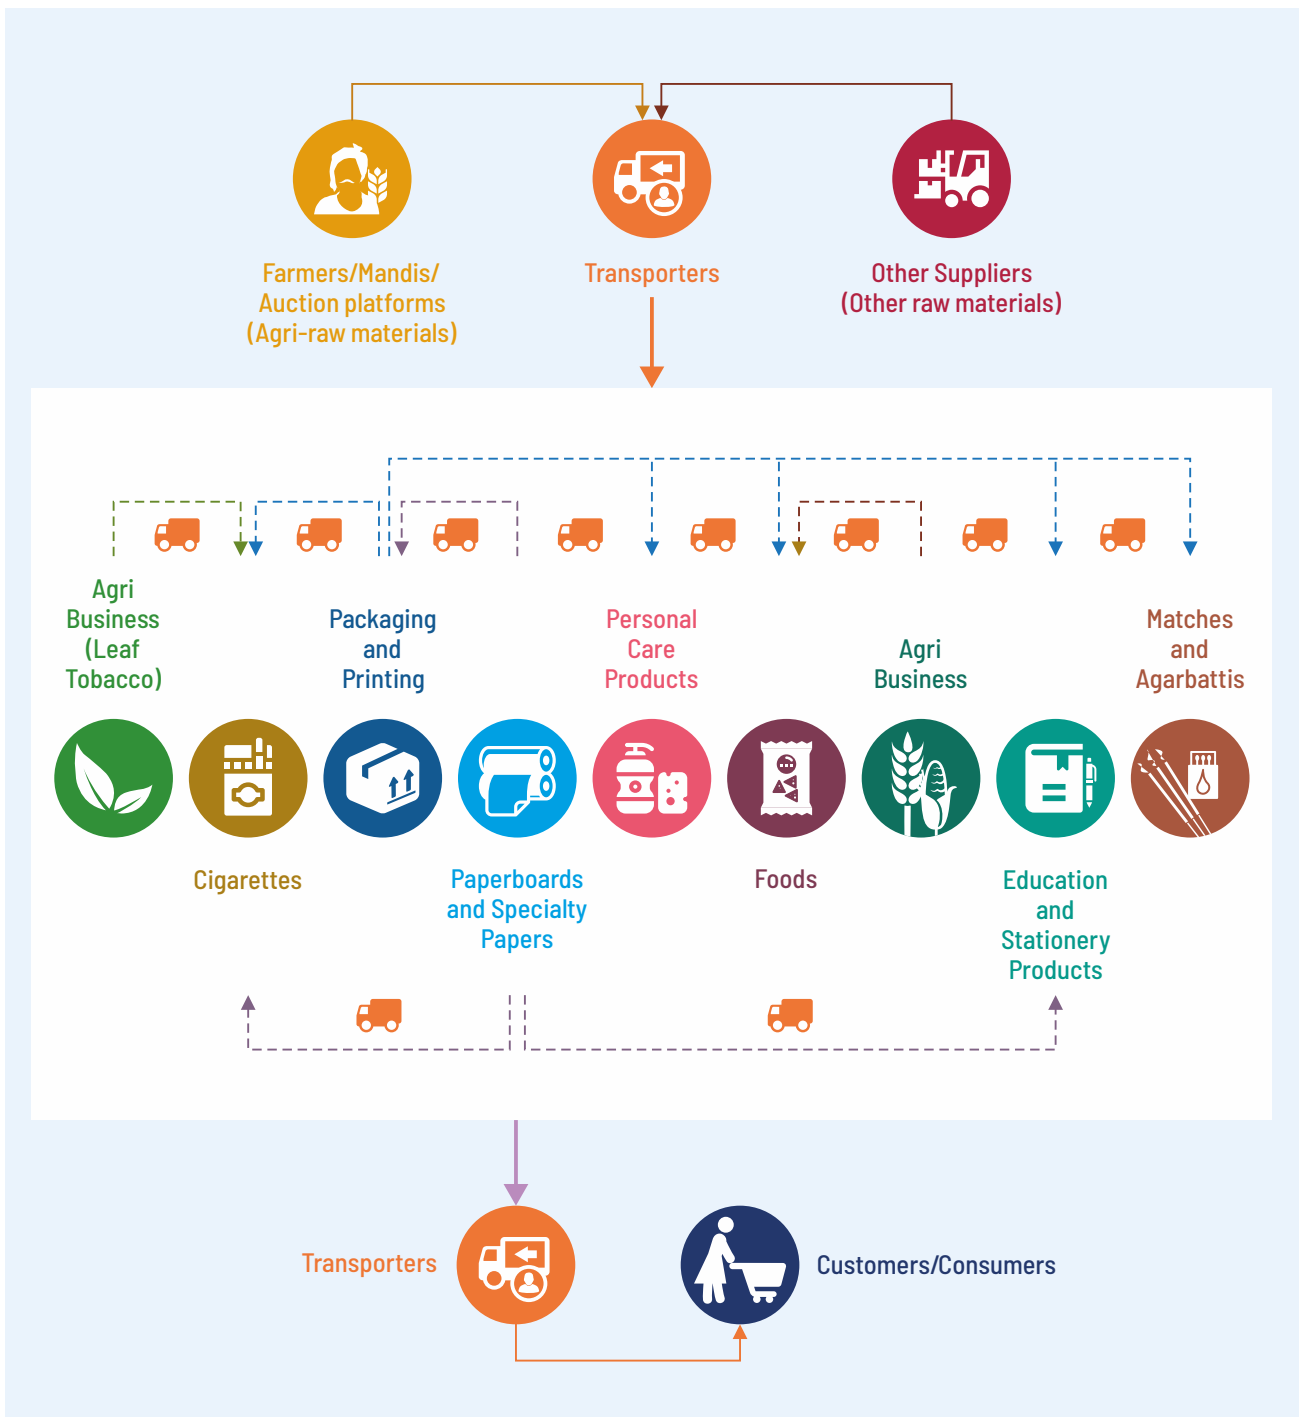 Farmers/Mandis/
Auction platforms
(Agri-raw materials)
Transporters
Other Suppliers
(Other raw materials)
Agri
Business
(Leaf
Tobacco)
Packaging
and
Printing
Personal
Care
Products
Agri
Business
Matches
and
Agarbattis
Cigarettes
Paperboards
and Specialty
Papers
Foods
Education
and
Stationery
Products
Transporters
Customers/Consumers